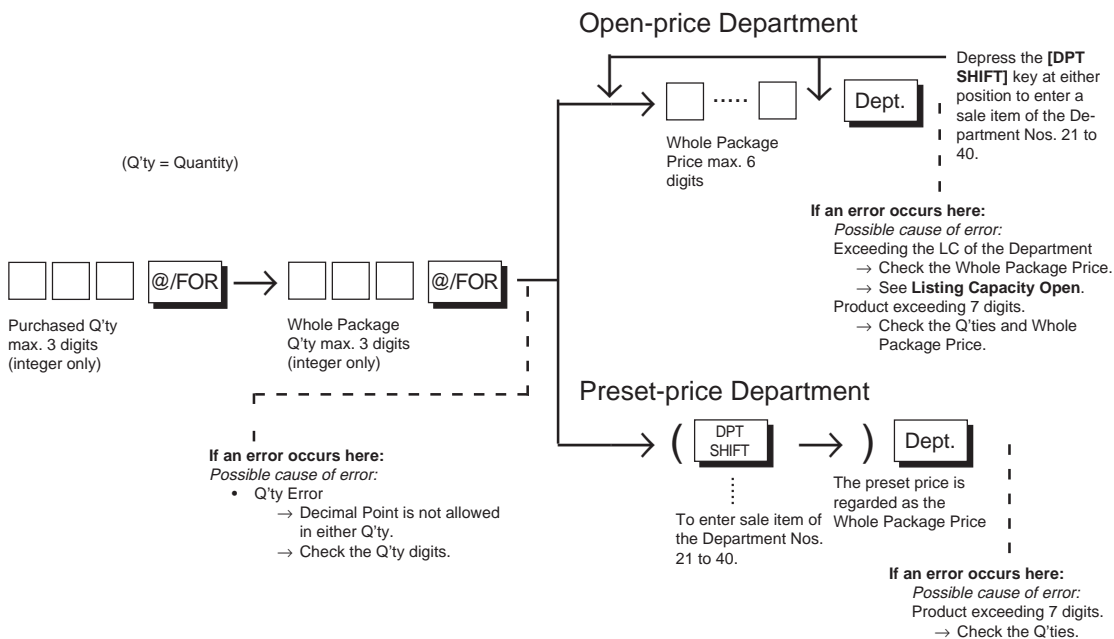 Open-price Department
Depress the [DPT
SHIFT] key at either
position to enter a
sale item of the De-
partment Nos. 21 to
40.
.....
Dept.
Whole Package
Price max. 6
digits
(Q'ty = Quantity)
If an error occurs here:
Possible cause of error:
Exceeding the LC of the Department
→ Check the Whole Package Price.
→ See Listing Capacity Open.
Product exceeding 7 digits.
→ Check the Q'ties and Whole
Package Price.
@/FOR
@/FOR
Purchased Q'ty
max. 3 digits
(integer only)
Whole Package
Q'ty max. 3 digits
(integer only)
If an error occurs here:
Possible cause of error:
• Q'ty Error
→ Decimal Point is not allowed
in either Q'ty.
→ Check the Q'ty digits.
Preset-price Department
( DPT
SHIFT → ) Dept.
To enter sale item of
the Department Nos.
21 to 40.
The preset price is
regarded as the
Whole Package Price
If an error occurs here:
Possible cause of error:
Product exceeding 7 digits.
→ Check the Q'ties.